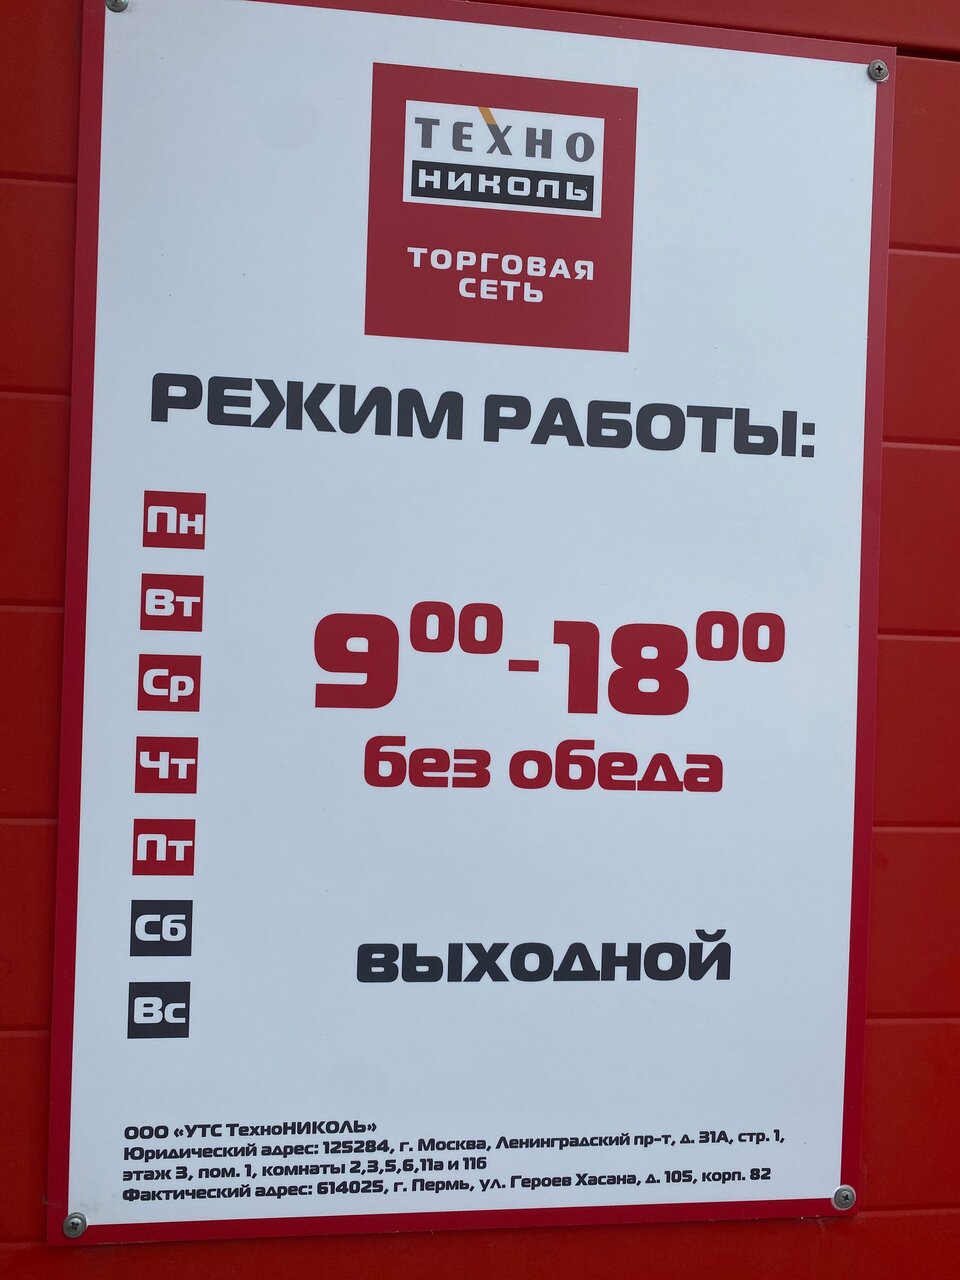 ТЕХНО
НИКОЛЬ
ТОРГОВАЯ
СЕТЬ
РЕЖИМ РАБОТЫ:
Пн
Вт
Ср
Чт
Пт
9⁰⁰-18⁰⁰
без обеда
Сб
Вс
выходной
ООО «УТС ТехноНИКОЛЬ»
Юридический адрес: 125284, г. Москва, Ленинградский пр-т, д. 31А, стр. 1,
этаж 3, пом. 1, комнаты 2,3,5,6,11а и 11б
Фактический адрес: 614025, г. Пермь, ул. Героев Хасана, д. 105, корп. 82